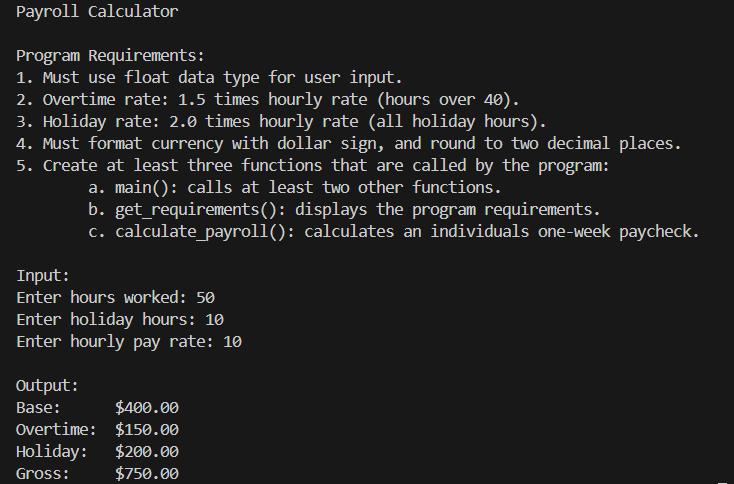 Payroll Calculator
Program Requirements:
1. Must use float data type for user input.
2. Overtime rate: 1.5 times hourly rate (hours over 40).
3. Holiday rate: 2.0 times hourly rate (all holiday hours).
4. Must format currency with dollar sign, and round to two decimal places.
5. Create at least three functions that are called by the program:
a. main(): calls at least two other functions.
b. get_requirements(): displays the program requirements.
c. calculate_payroll(): calculates an individuals one-week paycheck.
Input:
Enter hours worked: 50
Enter holiday hours: 10
Enter hourly pay rate: 10
Output:
Base: $400.00
Overtime: $150.00
Holiday: $200.00
Gross: $750.00